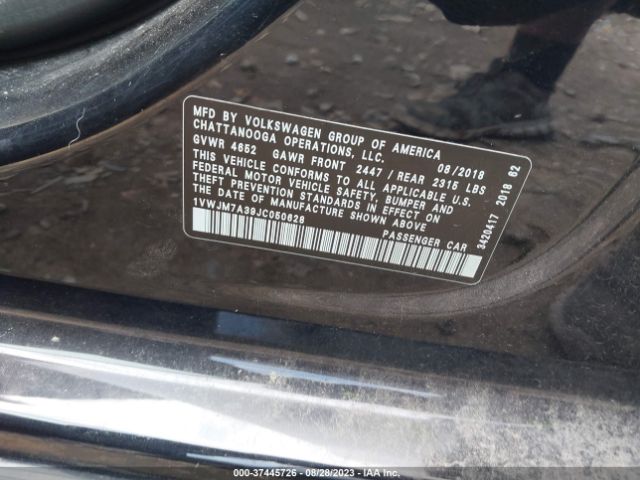 MFD BY VOLKSWAGEN GROUP OF AMERICA
CHATTANOOGA OPERATIONS, LLC. 08/2018
GVWR 4652 GAWR FRONT 2447 / REAR 2315 LBS
THIS VEHICLE CONFORMS TO ALL APPLICABLE U.S.
FEDERAL MOTOR VEHICLE SAFETY, BUMPER AND
THEFT PREVENTION STANDARDS IN EFFECT ON
THE DATE OF MANUFACTURE SHOWN ABOVE
1VWJM7A39JC050628 PASSENGER CAR
3420417 2018 62
000-37445726 | 08/28/2023 | IAA Inc.